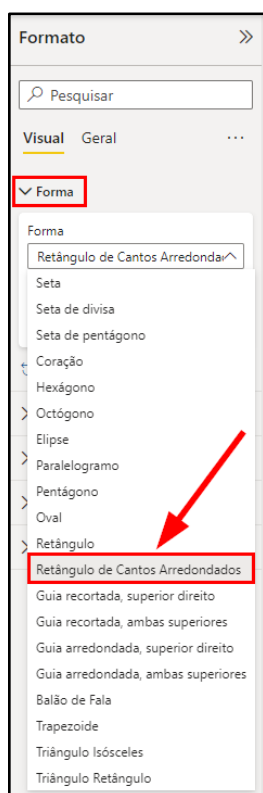 Formato
Pesquisar
Visual Geral
Forma
Forma
Retângulo de Cantos Arredonda
Seta
Seta de divisa
Seta de pentágono
Coração
Hexágono
Octógono
Elipse
Paralelogramo
Pentágono
Oval
Retângulo
Retângulo de Cantos Arredondados
Guia recortada, superior direito
Guia recortada, ambas superiores
Guia arredondada, superior direito
Guia arredondada, ambas superiores
Balão de Fala
Trapezoide
Triângulo Isósceles
Triângulo Retângulo